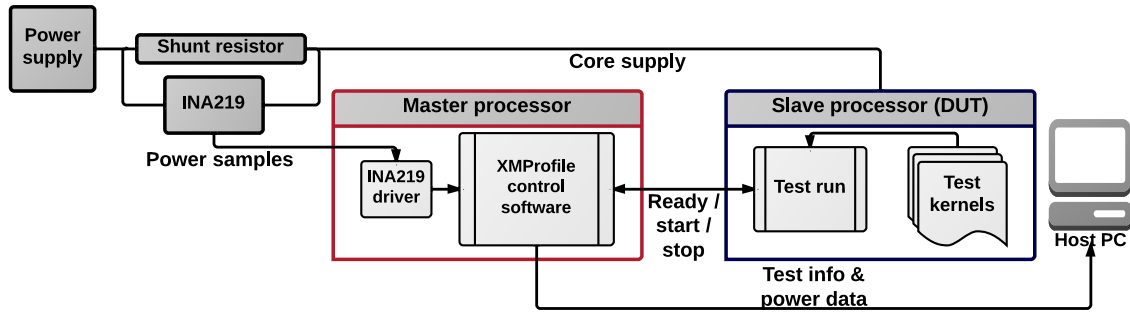 Power
supply
Shunt resistor
INA219
Core supply
Power samples
Master processor
INA219
driver
XMProfile
control
software
Ready /
start /
stop
Slave processor (DUT)
Test run
Test
kernels
Host PC
Test info &
power data